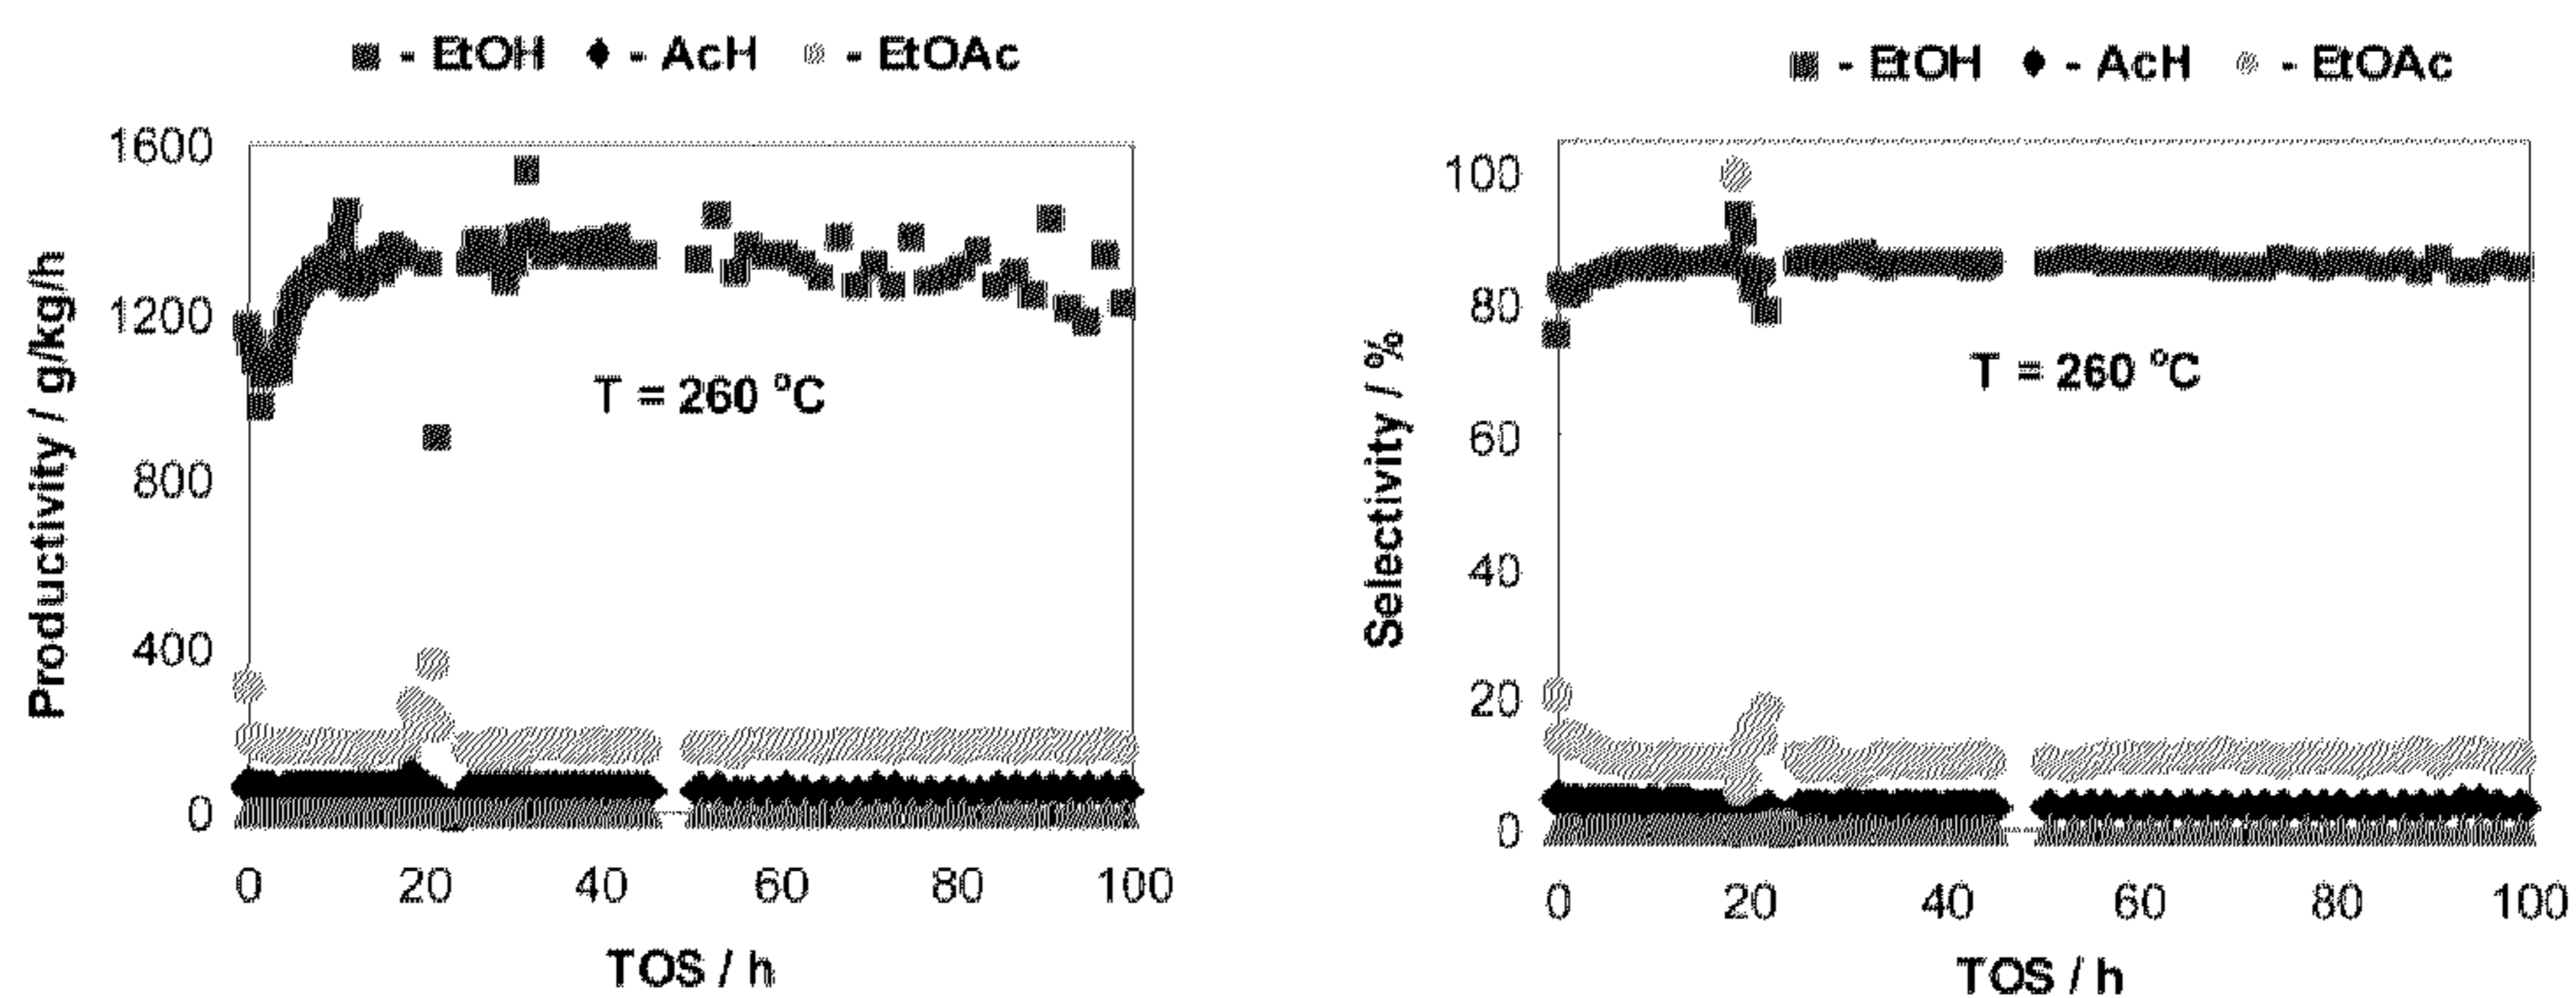 ■ - EtOH ◆ - AcH ● - EtOAc
Productivity / g/kg/h
1600
1200
800
400
0
T = 260 °C
0 20 40 60 80 100
TOS / h
■ - EtOH ◆ - AcH ● - EtOAc
Selectivity / %
100
80
60
40
20
0
T = 260 °C
0 20 40 60 80 100
TOS / h